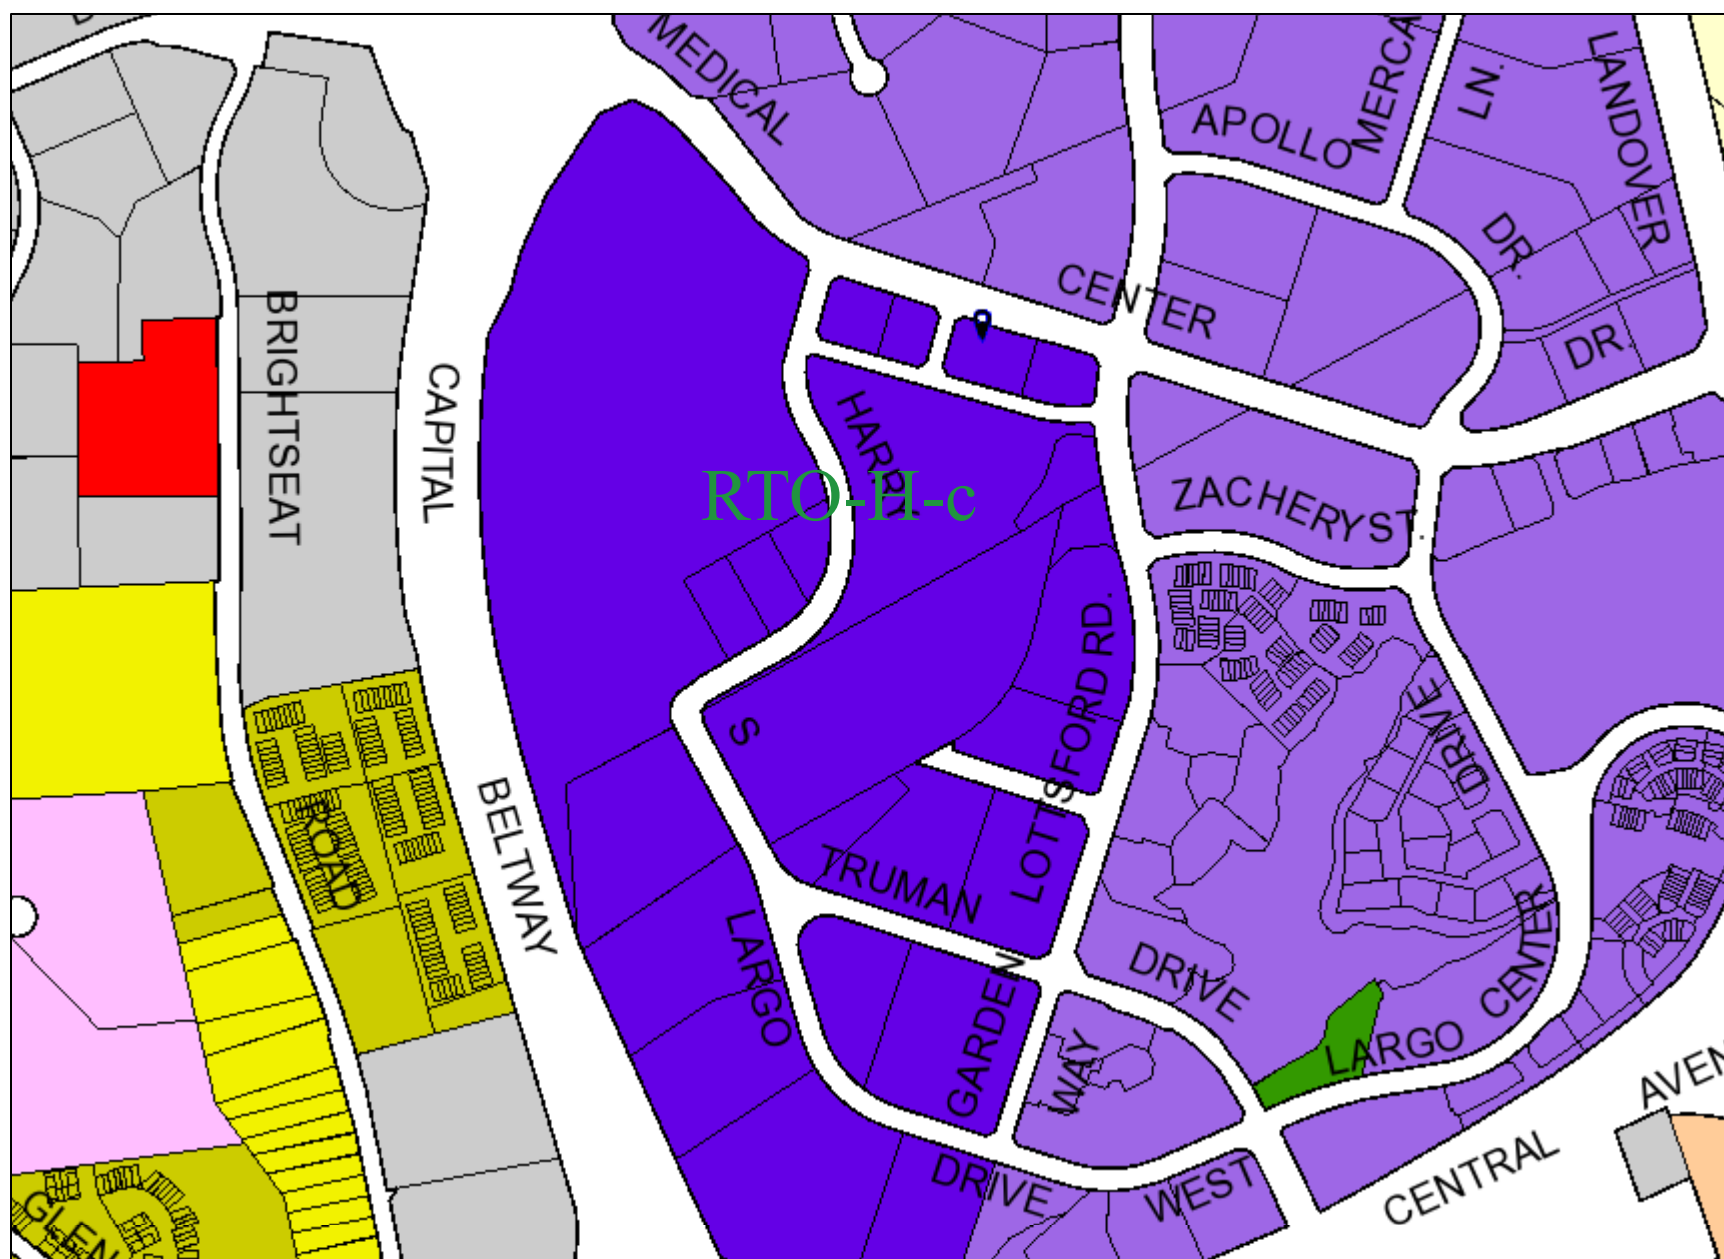 MEDICAL
MERCA
LN.
LANDOVER
APOLLO
DR.
CENTER
DR.
BRIGHTSEAT
CAPITAL
HARRY
RTO-H-c
ZACHERY ST.
S
LOTTSFORD RD.
DRIVE
ROAD
BELTWAY
TRUMAN
LARGO
GARDEN
DRIVE
CENTER
LARGO
WAY
AVEN
DRIVE
WEST
CENTRAL
GLEN